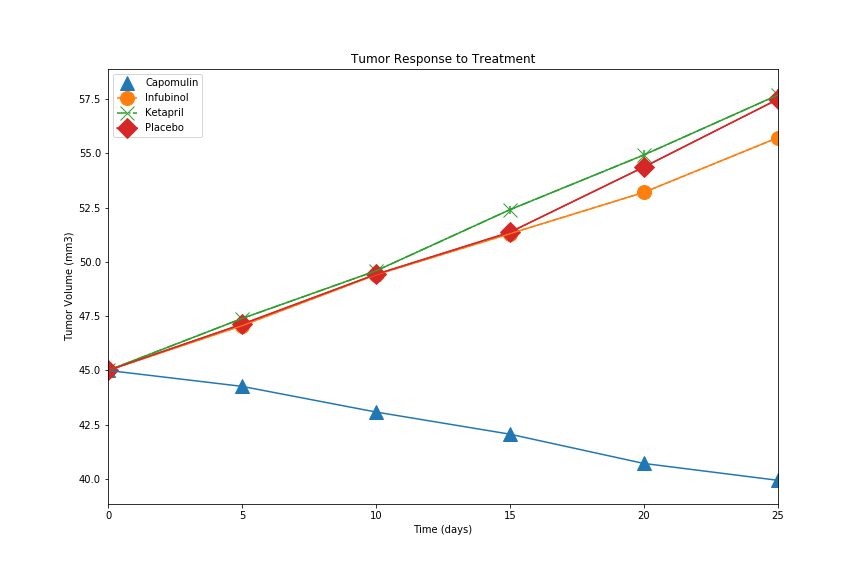 Tumor Response to Treatment
Capomulin
Infubinol
Ketapril
Placebo
57.5
55.0
52.5
50.0
47.5
45.0
42.5
40.0
Tumor Volume (mm3)
0 5 10 15 20 25
Time (days)